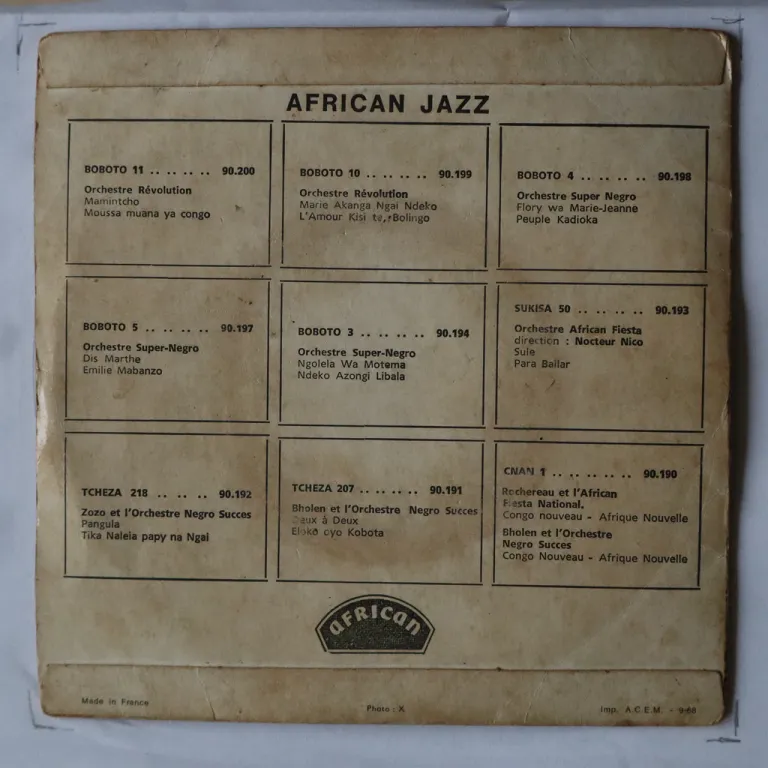 AFRICAN JAZZ
BOBOTO 11 .. .. .. .. 90.200
Orchestre Révolution
Mamintcho
Moussa muana ya congo
BOBOTO 10 .. .. .. .. 90.199
Orchestre Révolution
Marie Akanga Ngai Ndeko
L'Amour Kisi Bolingo
BOBOTO 4 .. .. .. .. 90.198
Orchestre Super Negro
Flory wa Marie-Jeanne
Peuple Kadioka
BOBOTO 5 .. .. .. .. 90.197
Orchestre Super-Negro
Dis Marthe
Emilie Mabanzo
BOBOTO 3 .. .. .. .. 90.194
Orchestre Super-Negro
Ngolela Wa Motema
Ndeko Azongi Libala
SUKISA 50 .. .. .. .. 90.193
Orchestre African Fiesta
direction : Nocteur Nico
Sule
Para Bailar
TCHEZA 218 .. .. .. 90.192
Zozo et l'Orchestre Negro Succes
Pangula
Tika Naleia papy na Ngai
TCHEZA 207 .. .. .. .. 90.191
Bholen et l'Orchestre Negro Succes
Deux à Deux
Eloko oyo Kobota
CNAN 1 .. .. .. .. .. 90.190
Rochereau et l'African
Fiesta National.
Congo nouveau - Afrique Nouvelle
Bholen et l'Orchestre
Negro Succes
Congo Nouveau - Afrique Nouvelle
AFRICAN
Made in France
Photo : X
Imp. A.C.E.M. - 9-68